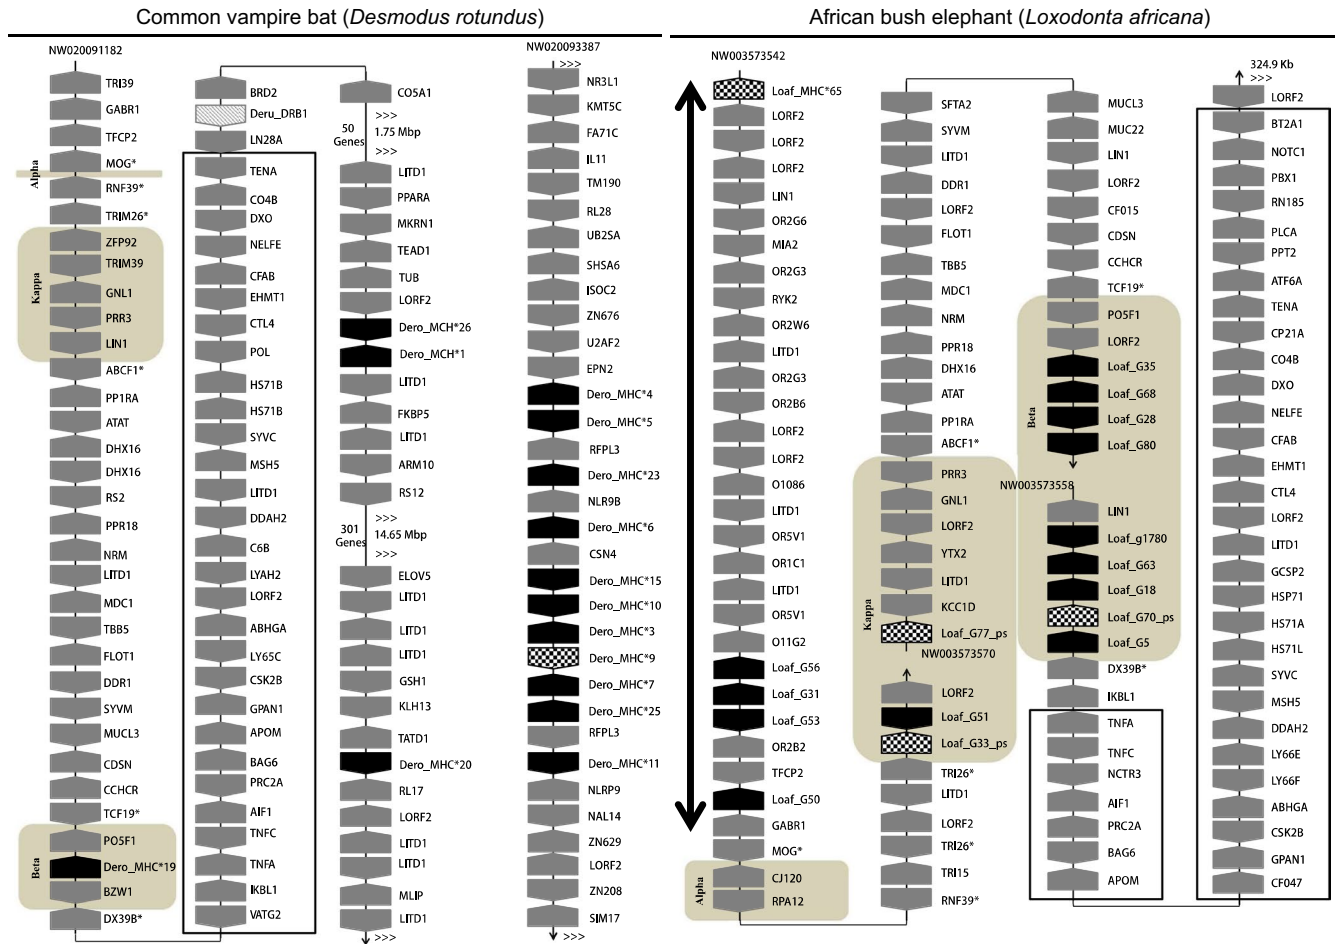 Common vampire bat (Desmodus rotundus)
African bush elephant (Loxodonta africana)
NW020091182
TRI39
GABR1
TFCP2
MOG*
Alpha
RNF39*
TRIM26*
Kappa
ZFP92
TRIM39
GNL1
PRR3
LIN1
ABCF1*
PP1RA
ATAT
DHX16
DHX16
RS2
PPR18
NRM
LITD1
MDC1
TBB5
FLOT1
DDR1
SYVM
MUCL3
CDSN
CCHCR
TCF19*
Beta
PO5F1
Dero_MHC*19
BZW1
DX39B*
BRD2
Deru_DRB1
LN28A
TENA
CO4B
DXO
NELFE
CFAB
EHMT1
CTL4
POL
HS71B
HS71B
SYVC
MSH5
LITD1
DDAH2
C6B
LYAH2
LORF2
ABHGA
LY65C
CSK2B
GPAN1
APOM
BAG6
PRC2A
AIF1
TNFC
TNFA
IKBL1
VATG2
CO5A1
>>>
50 Genes
1.75 Mbp
>>>
LITD1
PPARA
MKRN1
TEAD1
TUB
LORF2
Dero_MCH*26
Dero_MCH*1
LITD1
FKBP5
LITD1
ARM10
RS12
>>>
301 Genes
14.65 Mbp
>>>
ELOV5
LITD1
LITD1
LITD1
GSH1
KLH13
TATD1
Dero_MHC*20
RL17
LORF2
LITD1
LITD1
MLIP
LITD1
>>>
NW020093387
>>>
NR3L1
KMT5C
FA71C
IL11
TM190
RL28
UB2SA
SHSA6
ISOC2
ZN676
U2AF2
EPN2
Dero_MHC*4
Dero_MHC*5
RFPL3
Dero_MHC*23
NLR9B
Dero_MHC*6
CSN4
Dero_MHC*15
Dero_MHC*10
Dero_MHC*3
Dero_MHC*9
Dero_MHC*7
Dero_MHC*25
RFPL3
Dero_MHC*11
NLRP9
NAL14
ZN629
LORF2
ZN208
SIM17
>>>
NW003573542
Loaf_MHC*65
LORF2
LORF2
LORF2
LIN1
OR2G6
MIA2
OR2G3
RYK2
OR2W6
LITD1
OR2G3
OR2B6
LORF2
LORF2
O1086
LITD1
OR5V1
OR1C1
LITD1
OR5V1
O11G2
Loaf_G56
Loaf_G31
Loaf_G53
OR2B2
TFCP2
Loaf_G50
GABR1
MOG*
Alpha
CJ120
RPA12
SFTA2
SYVM
LITD1
DDR1
LORF2
FLOT1
TBB5
MDC1
NRM
PPR18
DHX16
ATAT
PP1RA
ABCF1*
Kappa
PRR3
GNL1
LORF2
YTX2
LITD1
KCC1D
Loaf_G77_ps
NW003573570
LORF2
Loaf_G51
Loaf_G33_ps
TRI26*
LITD1
LORF2
TRI26*
TRI15
RNF39*
MUCL3
MUC22
LIN1
LORF2
CF015
CDSN
CCHCR
TCF19*
Beta
PO5F1
LORF2
Loaf_G35
Loaf_G68
Loaf_G28
Loaf_G80
NW003573558
LIN1
Loaf_g1780
Loaf_G63
Loaf_G18
Loaf_G70_ps
Loaf_G5
DX39B*
IKBL1
TNFA
TNFC
NCTR3
AIF1
PRC2A
BAG6
APOM
324.9 Kb
>>>
LORF2
BT2A1
NOTC1
PBX1
RN185
PLCA
PPT2
ATF6A
TENA
CP21A
CO4B
DXO
NELFE
CFAB
EHMT1
CTL4
LORF2
LITD1
GCSP2
HSP71
HS71A
HS71L
SYVC
MSH5
DDAH2
LY66E
LY66F
ABHGA
CSK2B
GPAN1
CF047